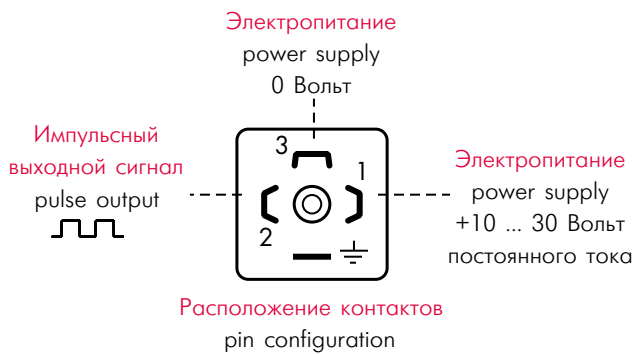 Электропитание
power supply
0 Вольт
Импульсный
выходной сигнал
pulse output
3
1
2
Электропитание
power supply
+10 ... 30 Вольт
постоянного тока
Расположение контактов
pin configuration